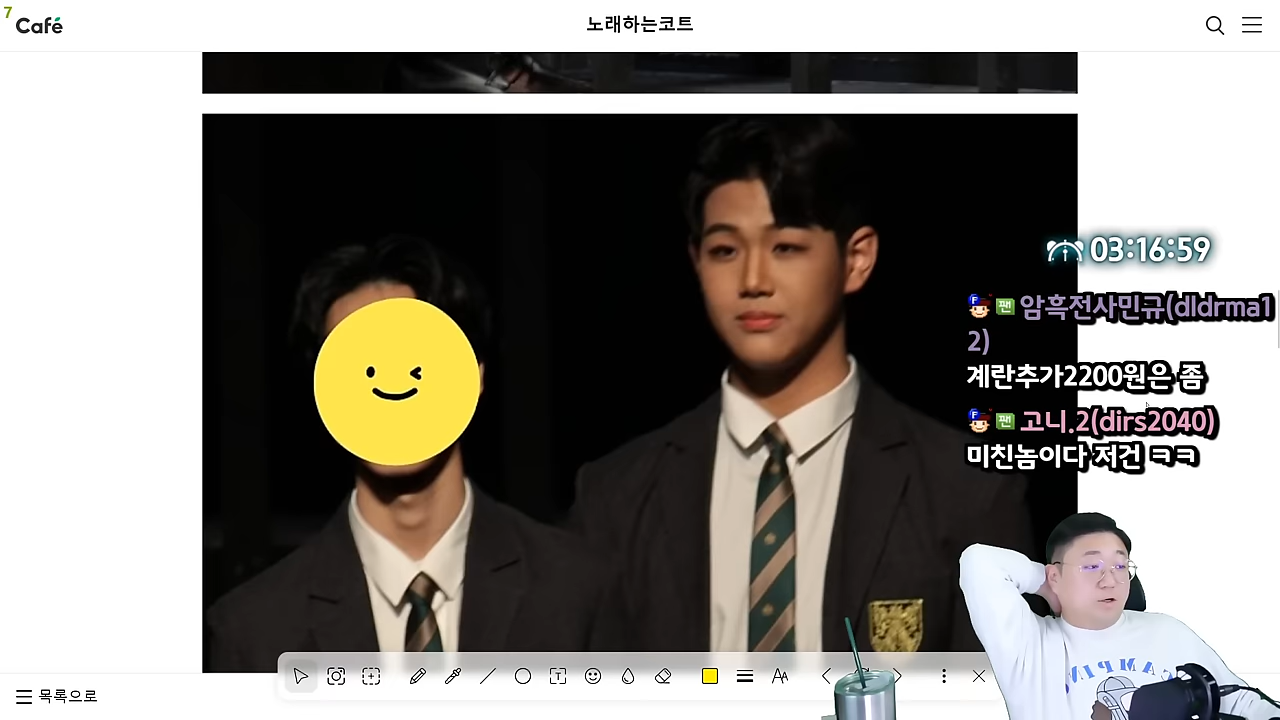 7
Café
노래하는코트
03:16:59
암흑전사민규(dldrma1
2)
계란추가2200원은 좀
고니.2(dirs2040)
미친놈이다 저건 ㅋㅋ
목록으로